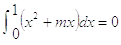 ∫₀¹(x² + mx)dx = 0